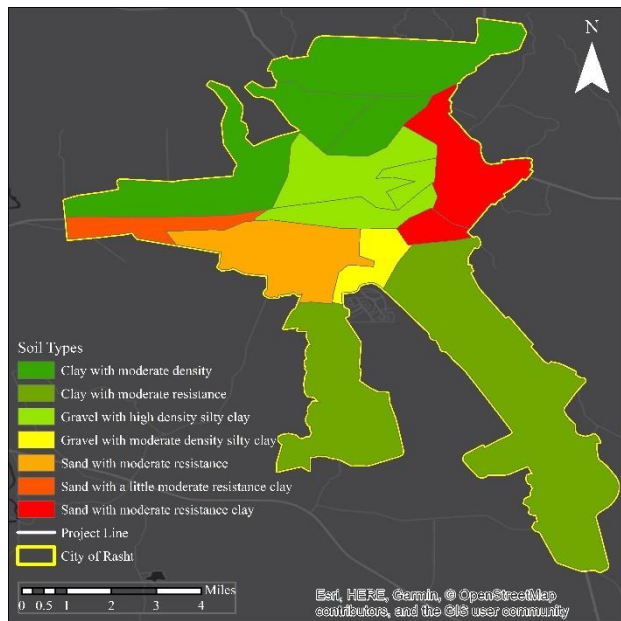 N
Soil Types
Clay with moderate density
Clay with moderate resistance
Gravel with high density silty clay
Gravel with moderate density silty clay
Sand with moderate resistance
Sand with a little moderate resistance clay
Sand with moderate resistance clay
Project Line
City of Rasht
Miles
0 0.5 1 2 3 4
Esri, HERE, Garmin, © OpenStreetMap
contributors, and the GIS user community